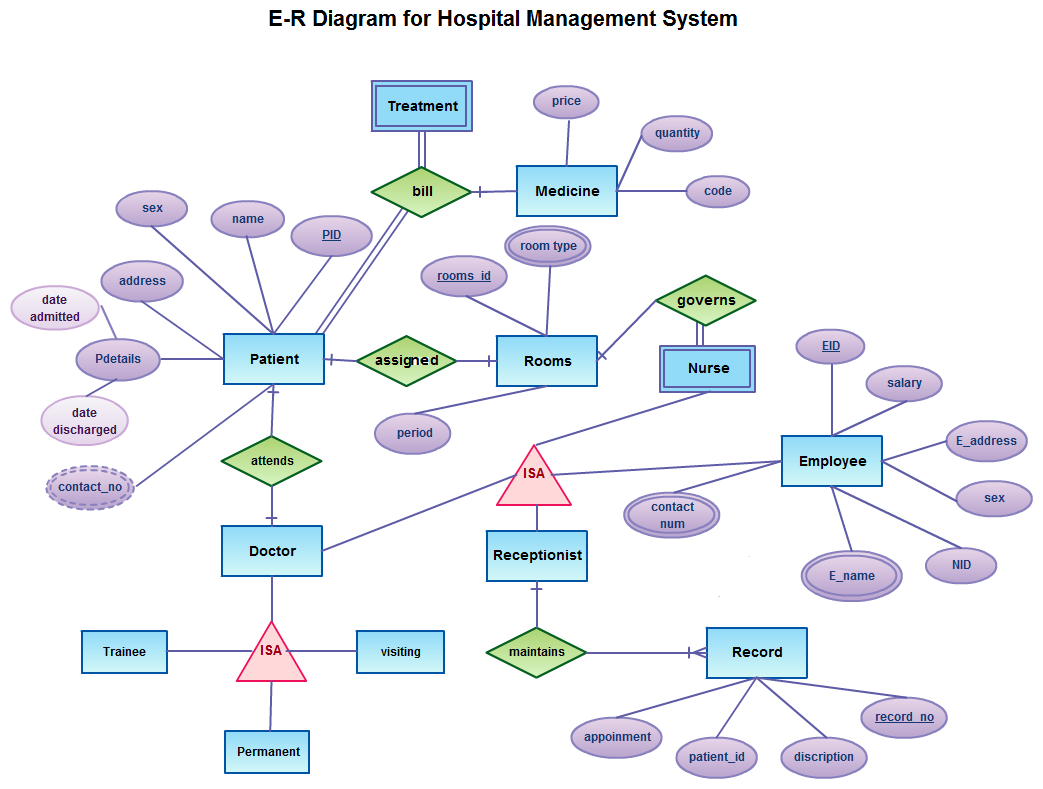 E-R Diagram for Hospital Management System
Treatment
price
quantity
bill
Medicine
code
sex
name
PID
room type
rooms_id
address
date
admitted
governs
Pdetails
Patient
assigned
Rooms
Nurse
EID
salary
date
discharged
period
E_address
attends
ISA
Employee
contact_no
sex
contact
num
Doctor
Receptionist
E_name
NID
Trainee
ISA
visiting
maintains
Record
record_no
appoinment
patient_id
discription
Permanent